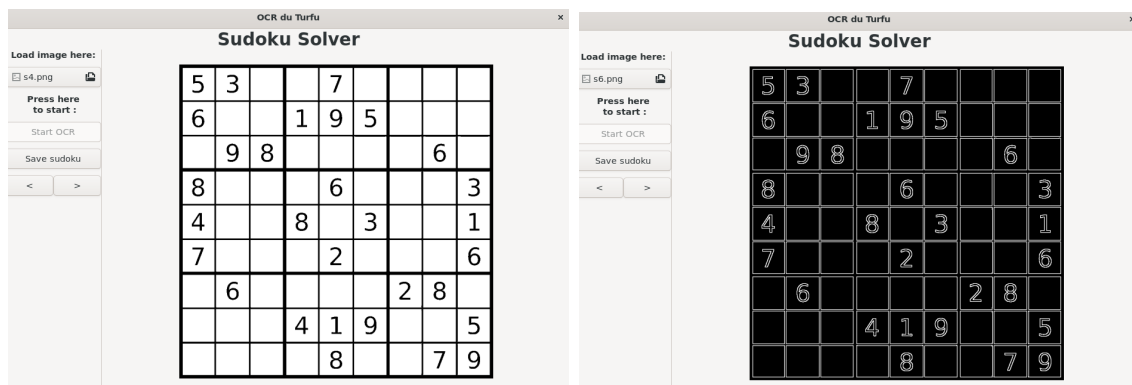 OCR du Turfu ×
Sudoku Solver
Load image here:
s4.png
Press here
to start :
Start OCR
Save sudoku
< >
5 3 7
6 1 9 5
9 8 6
8 6 3
4 8 3 1
7 2 6
6 2 8
4 1 9 5
8 7 9
OCR du Turfu
Sudoku Solver
Load image here:
s6.png
Press here
to start :
Start OCR
Save sudoku
< >
5 3 7
6 1 9 5
9 8 6
8 6 3
4 8 3 1
7 2 6
6 2 8
4 1 9 5
8 7 9